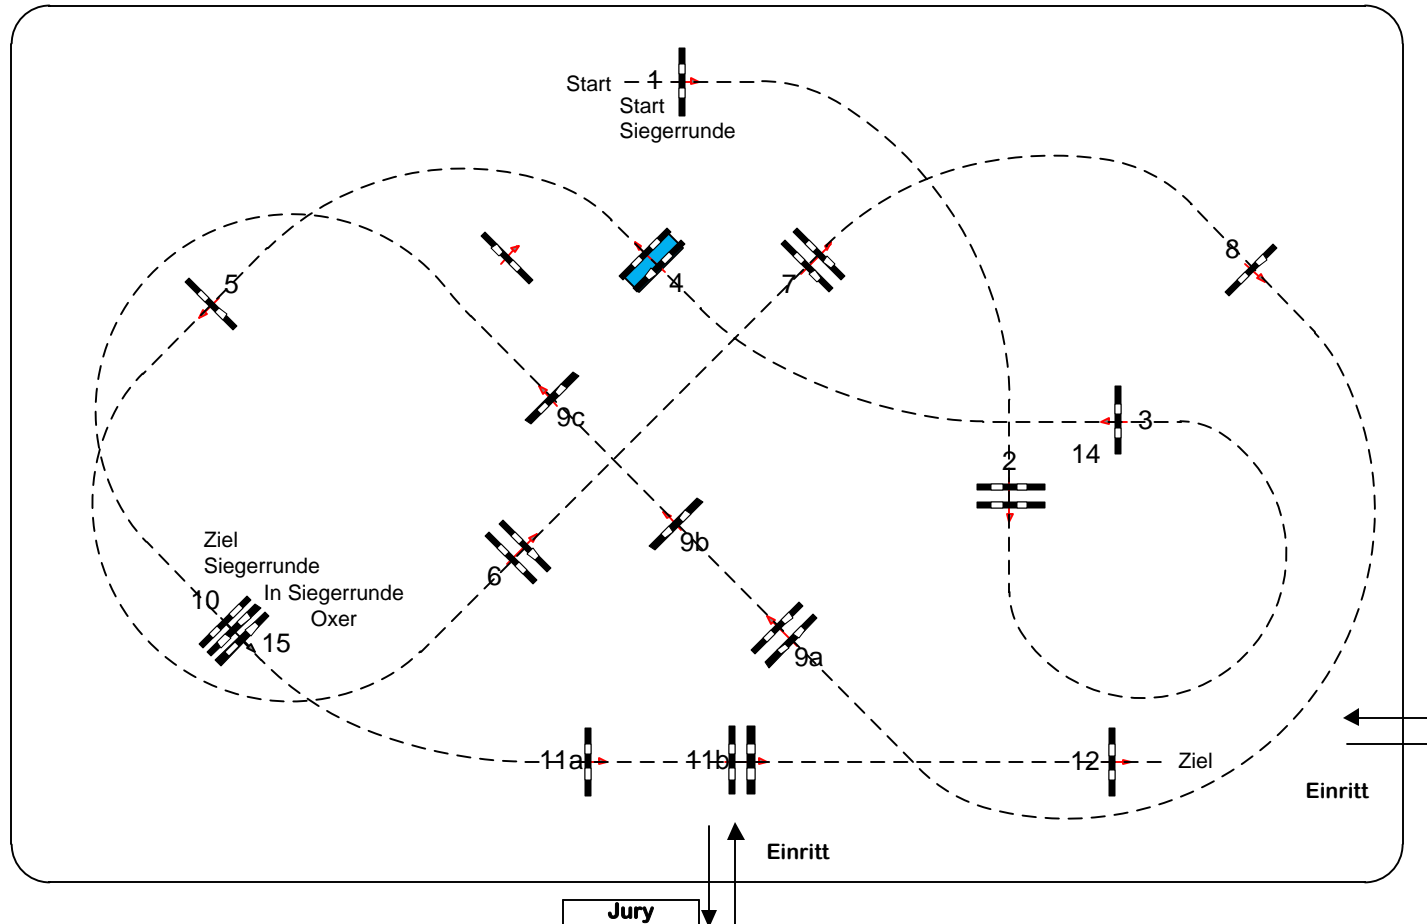 Start
1
Start
Siegerrunde
8
5
4
7
9c
3
14
2
9b
Ziel
Siegerrunde
6
10
In Siegerrunde
Oxer
15
9a
11a
11b
12
Ziel
Einritt
Einritt
Jury